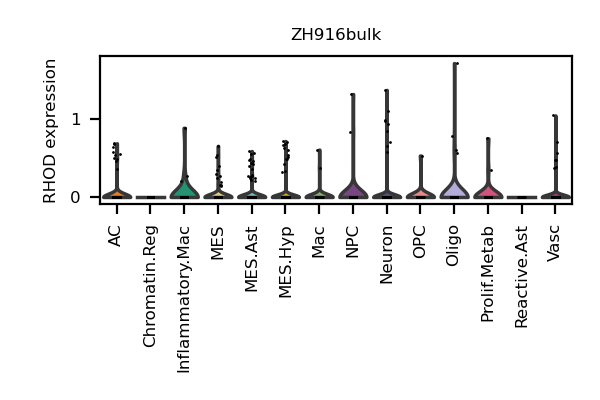 ZH916bulk
RHOD expression
1
0
AC
Chromatin.Reg
Inflammatory.Mac
MES
MES.Ast
MES.Hyp
Mac
NPC
Neuron
OPC
Oligo
Prolif.Metab
Reactive.Ast
Vasc